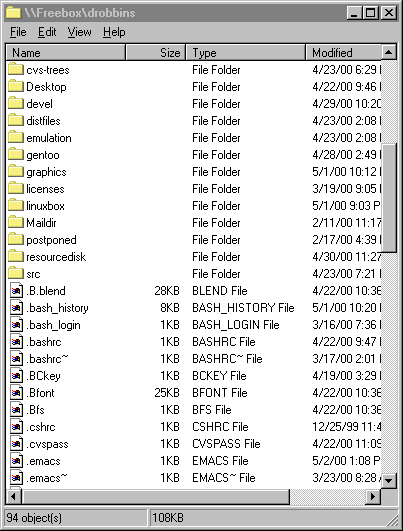 \\Freebox\drobbins
File Edit View Help
Name Size Type Modified
cvs-trees File Folder 4/23/00 6:29
Desktop File Folder 4/22/00 9:46
devel File Folder 4/29/00 10:20
distfiles File Folder 4/23/00 2:08
emulation File Folder 4/23/00 2:08
gentoo File Folder 4/28/00 2:49
graphics File Folder 5/1/00 10:12
licenses File Folder 3/19/00 9:05
linuxbox File Folder 5/1/00 9:03 P
Maildir File Folder 2/11/00 11:17
postponed File Folder 2/17/00 4:39
resourcedisk File Folder 4/30/00 11:27
src File Folder 4/23/00 7:21
.B.blend 28KB BLEND File 4/22/00 10:36
.bash_history 8KB BASH_HISTORY File 5/1/00 10:20
.bash_login 1KB BASH_LOGIN File 3/16/00 7:36
.bashrc 1KB BASHRC File 4/22/00 9:47
.bashrc~ 1KB BASHRC~ File 3/17/00 2:01
.BCkey 1KB BCKEY File 4/19/00 3:29
.Bfont 25KB BFONT File 4/22/00 10:36
.Bfs 1KB BFS File 4/22/00 10:36
.cshrc 1KB CSHRC File 12/25/99 11:4
.cvspass 1KB CVSPASS File 4/22/00 11:09
.emacs 1KB EMACS File 5/2/00 1:08 P
.emacs~ 1KB EMACS~ File 3/23/00 8:28
94 object(s) 108KB